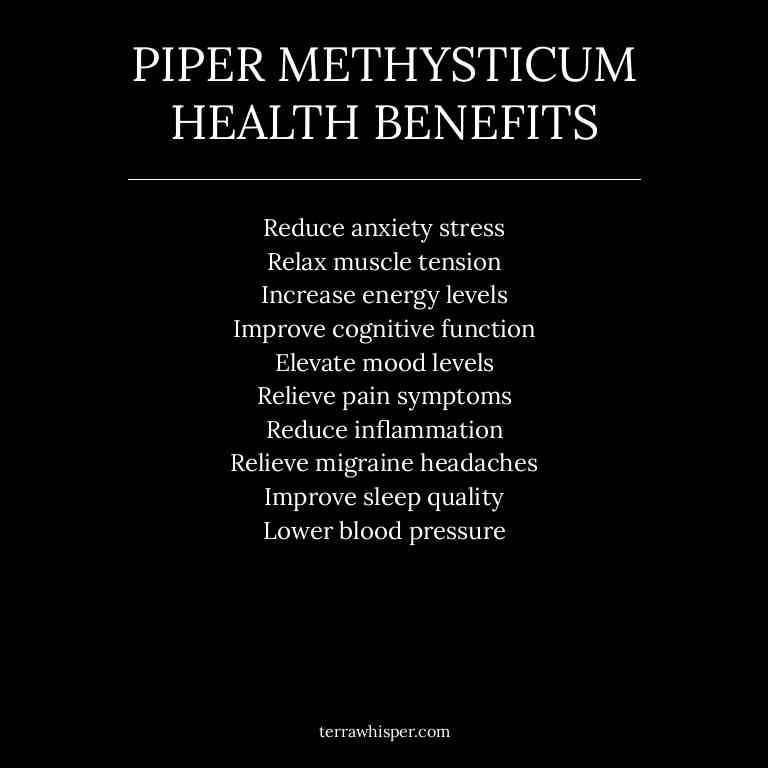 PIPER METHYSTICUM
HEALTH BENEFITS
Reduce anxiety stress
Relax muscle tension
Increase energy levels
Improve cognitive function
Elevate mood levels
Relieve pain symptoms
Reduce inflammation
Relieve migraine headaches
Improve sleep quality
Lower blood pressure
terrawhisper.com